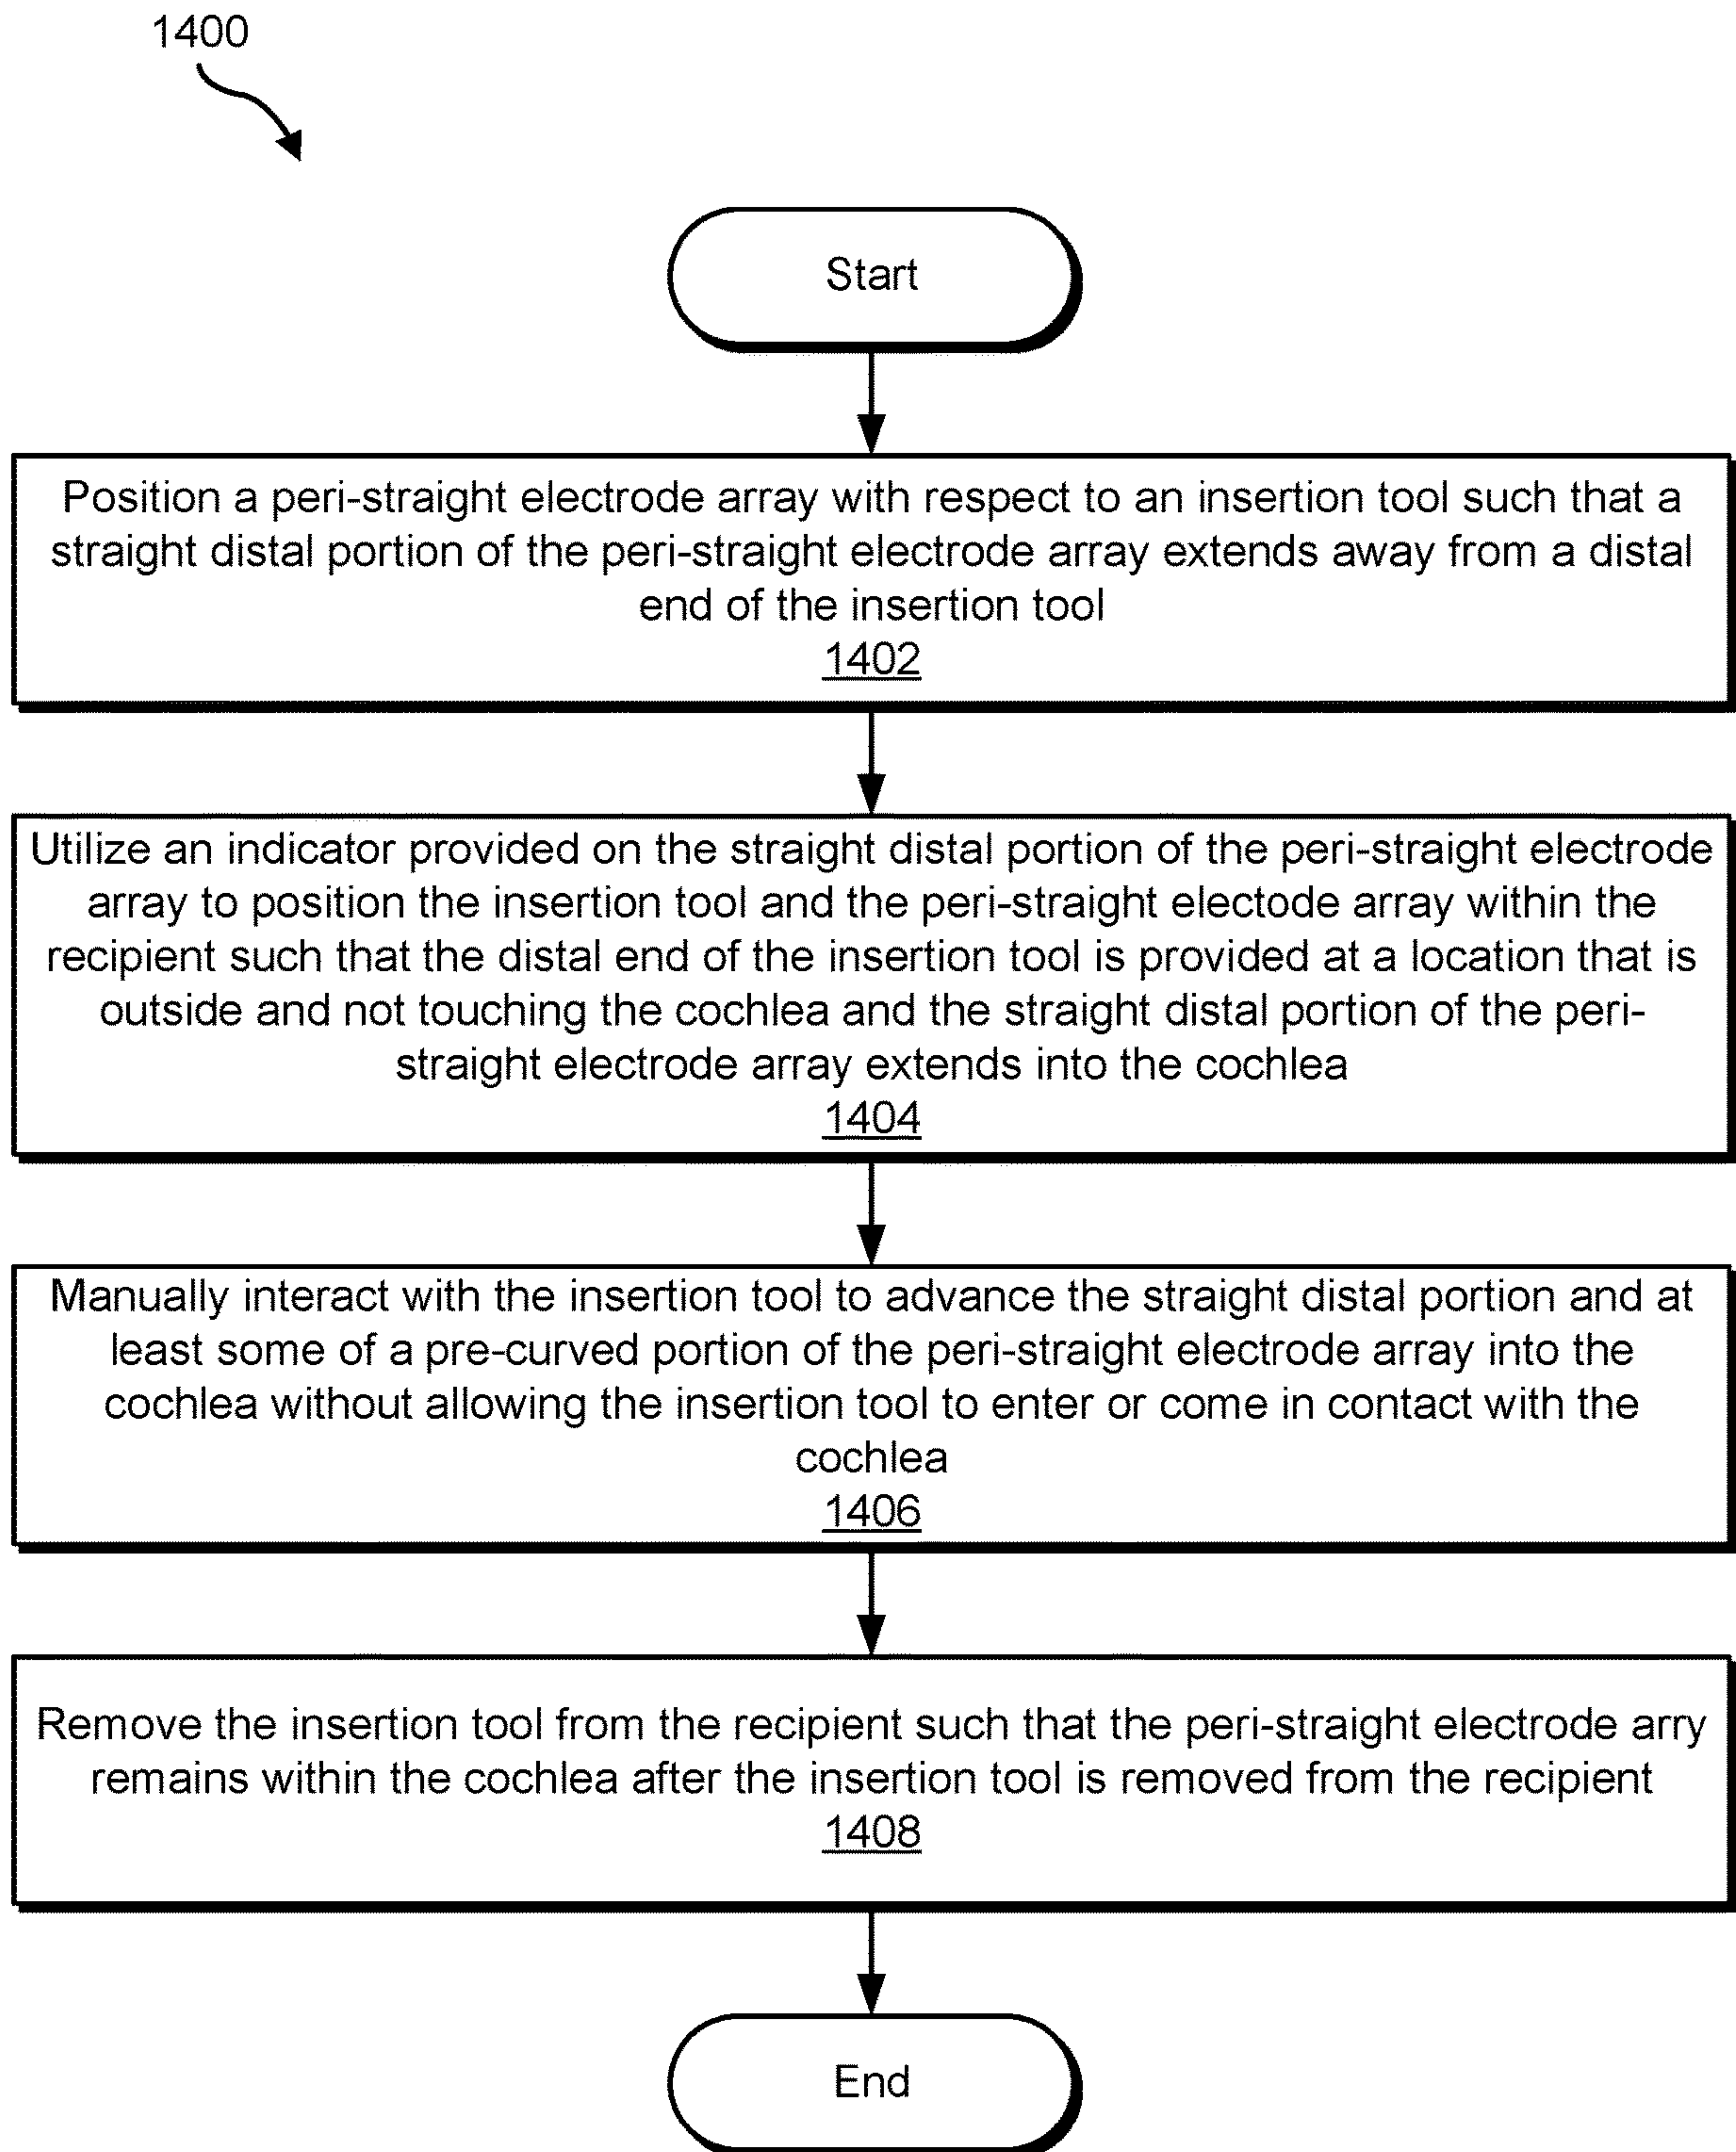 1400
Start
Position a peri-straight electrode array with respect to an insertion tool such that a
straight distal portion of the peri-straight electrode array extends away from a distal
end of the insertion tool
1402
Utilize an indicator provided on the straight distal portion of the peri-straight electrode
array to position the insertion tool and the peri-straight electode array within the
recipient such that the distal end of the insertion tool is provided at a location that is
outside and not touching the cochlea and the straight distal portion of the peri-
straight electrode array extends into the cochlea
1404
Manually interact with the insertion tool to advance the straight distal portion and at
least some of a pre-curved portion of the peri-straight electrode array into the
cochlea without allowing the insertion tool to enter or come in contact with the
cochlea
1406
Remove the insertion tool from the recipient such that the peri-straight electrode arry
remains within the cochlea after the insertion tool is removed from the recipient
1408
End